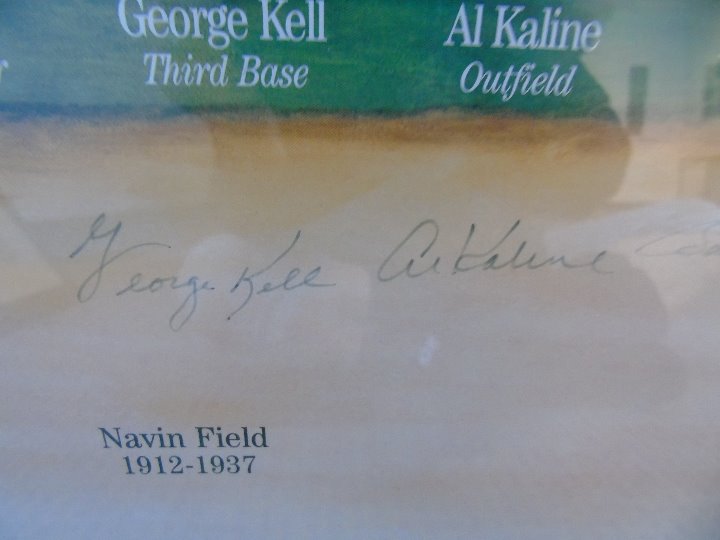 George Kell Al Kaline
Third Base Outfield
George Kell Al Kaline
Navin Field
1912-1937